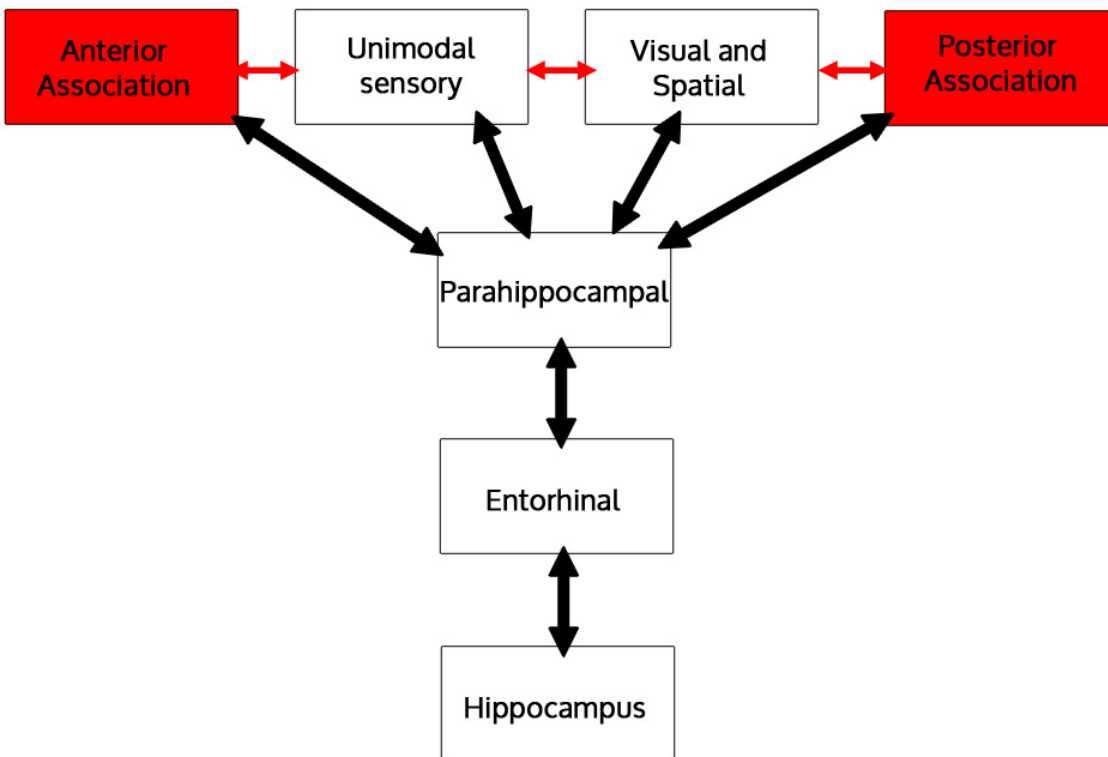 Anterior
Association
Unimodal
sensory
Visual and
Spatial
Posterior
Association
Parahippocampal
Entorhinal
Hippocampus